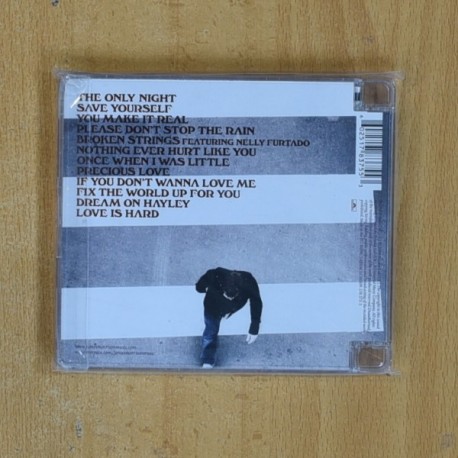 THE ONLY NIGHT
SAVE YOURSELF
YOU MAKE IT REAL
PLEASE DON'T STOP THE RAIN
BROKEN STRINGS FEATURING NELLY FURTADO
NOTHING EVER HURT LIKE YOU
ONCE WHEN I WAS LITTLE
PRECIOUS LOVE
IF YOU DON'T WANNA LOVE ME
FIX THE WORLD UP FOR YOU
DREAM ON HAYLEY
LOVE IS HARD